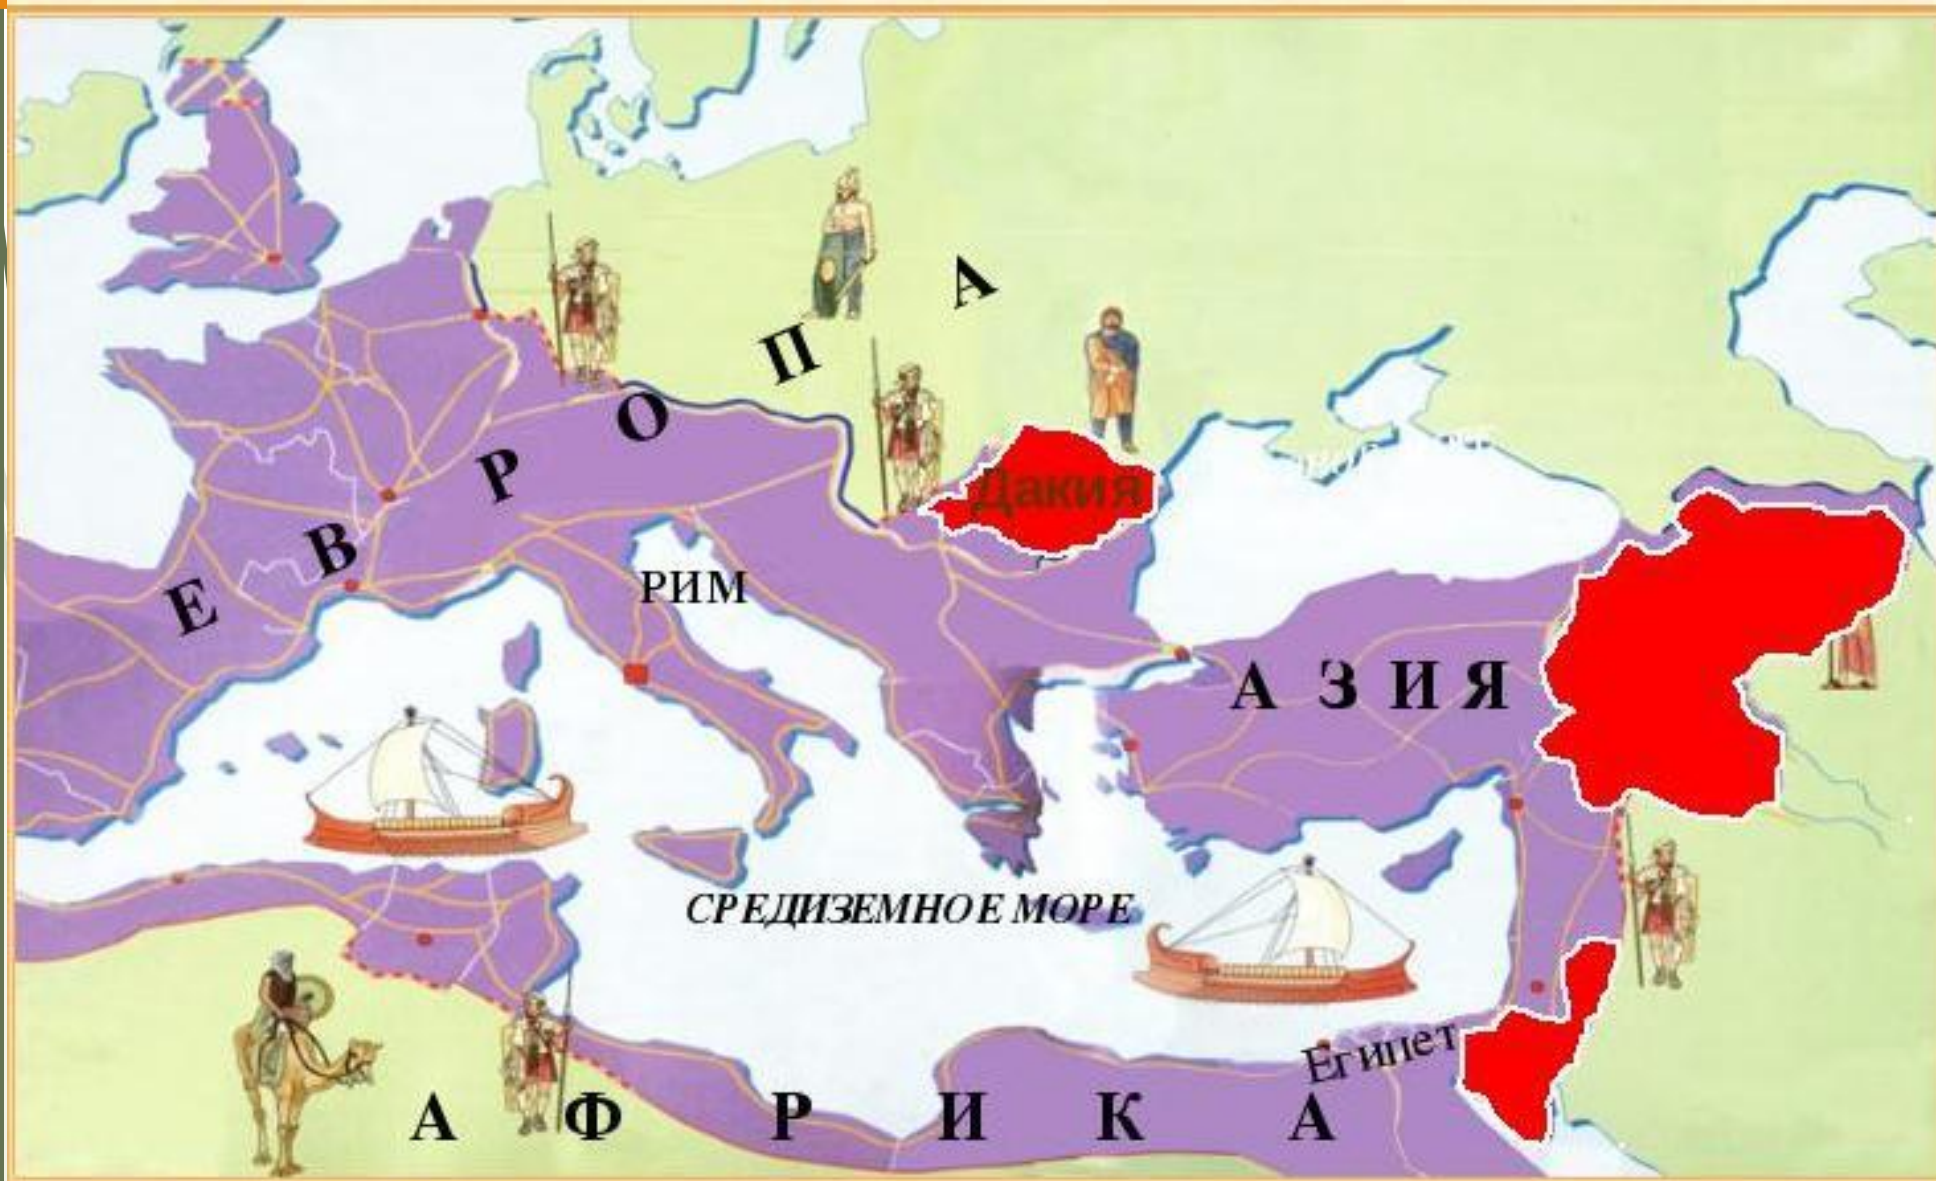 ЕВРОПА
Дакия
РИМ
АЗИЯ
СРЕДИЗЕМНОЕ МОРЕ
Египет
АФРИКА